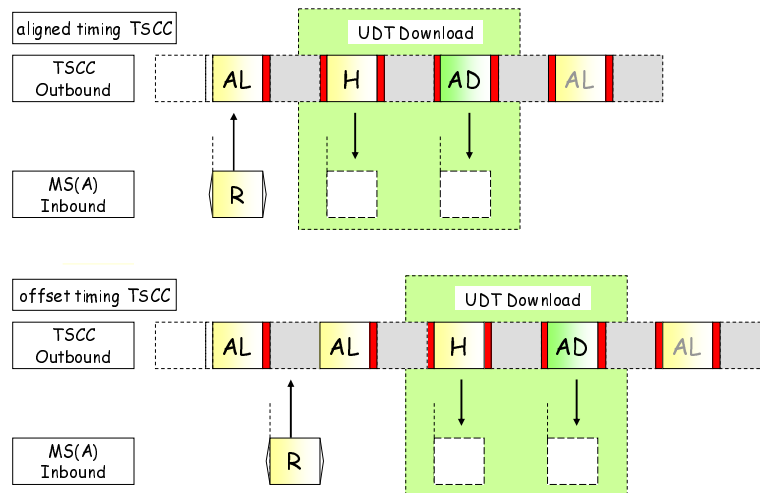 aligned timing TSCC
UDT Download
TSCC
Outbound
AL
H
AD
AL
MS(A)
Inbound
R
offset timing TSCC
UDT Download
TSCC
Outbound
AL
AL
H
AD
AL
MS(A)
Inbound
R